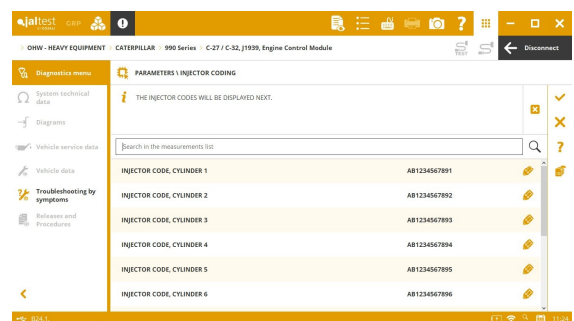 jaltest CRP
OHW - HEAVY EQUIPMENT CATERPILLAR 990 Series C-27 / C-32, J1939, Engine Control Module
TEST
Disconnect
Diagnostics menu
System technical
data
Diagrams
Vehicle service data
Vehicle data
Troubleshooting by
symptoms
Releases and
Procedures
PARAMETERS \ INJECTOR CODING
THE INJECTOR CODES WILL BE DISPLAYED NEXT.
Search in the measurements list
INJECTOR CODE, CYLINDER 1 AB1234567891
INJECTOR CODE, CYLINDER 2 AB1234567892
INJECTOR CODE, CYLINDER 3 AB1234567893
INJECTOR CODE, CYLINDER 4 AB1234567894
INJECTOR CODE, CYLINDER 5 AB1234567895
INJECTOR CODE, CYLINDER 6 AB1234567896
B24.1. 11:24